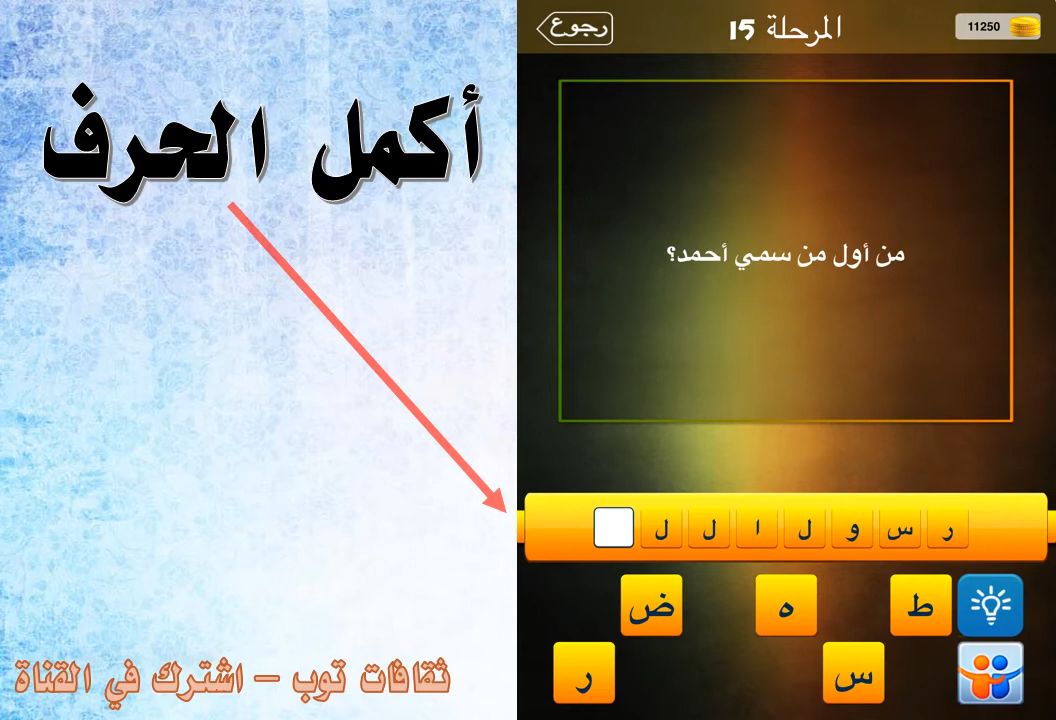 أكمل الحرف
ثقافات توب – اشترك في القناة
رجوع
المرحلة 15
11250
من أول من سمي أحمد؟
ر س و ل ا ل ل
ض ه ط
ر س